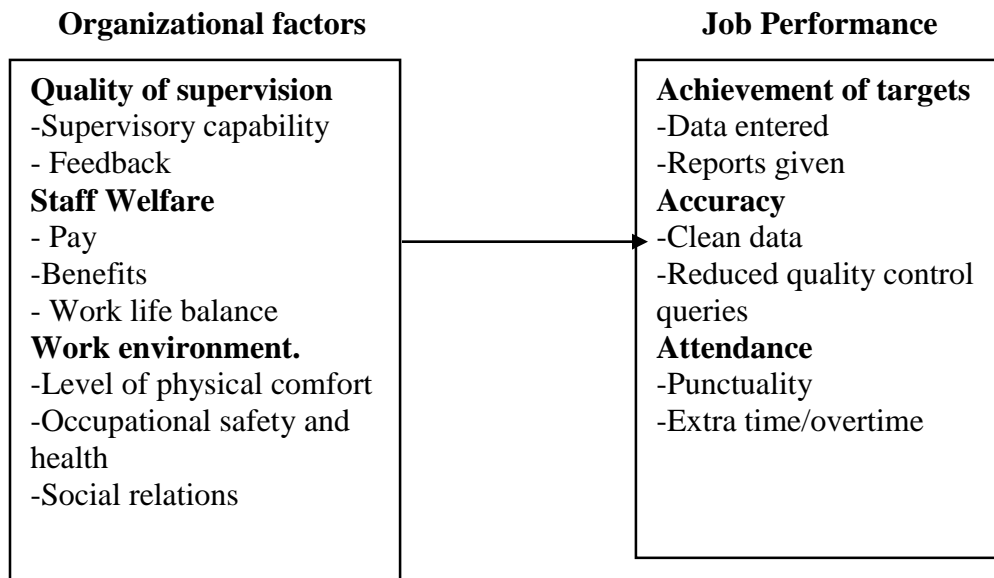 Organizational factors
Quality of supervision
-Supervisory capability
- Feedback
Staff Welfare
- Pay
-Benefits
- Work life balance
Work environment.
-Level of physical comfort
-Occupational safety and
health
-Social relations
Job Performance
Achievement of targets
-Data entered
-Reports given
Accuracy
-Clean data
-Reduced quality control
queries
Attendance
-Punctuality
-Extra time/overtime